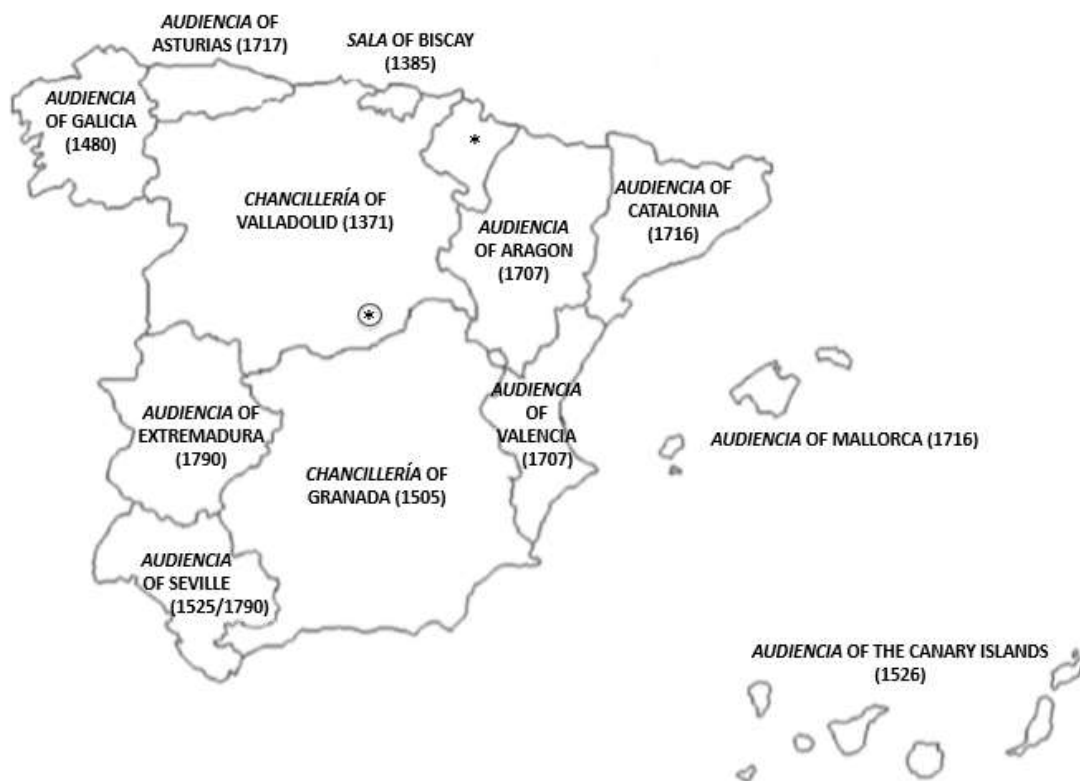 AUDIENCIA OF
ASTURIAS (1717)
SALA OF BISCAY
(1385)
AUDIENCIA
OF GALICIA
(1480)
*
CHANCILLERÍA OF
VALLADOLID (1371)
AUDIENCIA OF
CATALONIA
(1716)
AUDIENCIA
OF ARAGON
(1707)
*
AUDIENCIA OF
EXTREMADURA
(1790)
AUDIENCIA
OF
VALENCIA
(1707)
AUDIENCIA OF MALLORCA (1716)
CHANCILLERÍA OF
GRANADA (1505)
AUDIENCIA
OF SEVILLE
(1525/1790)
AUDIENCIA OF THE CANARY ISLANDS
(1526)